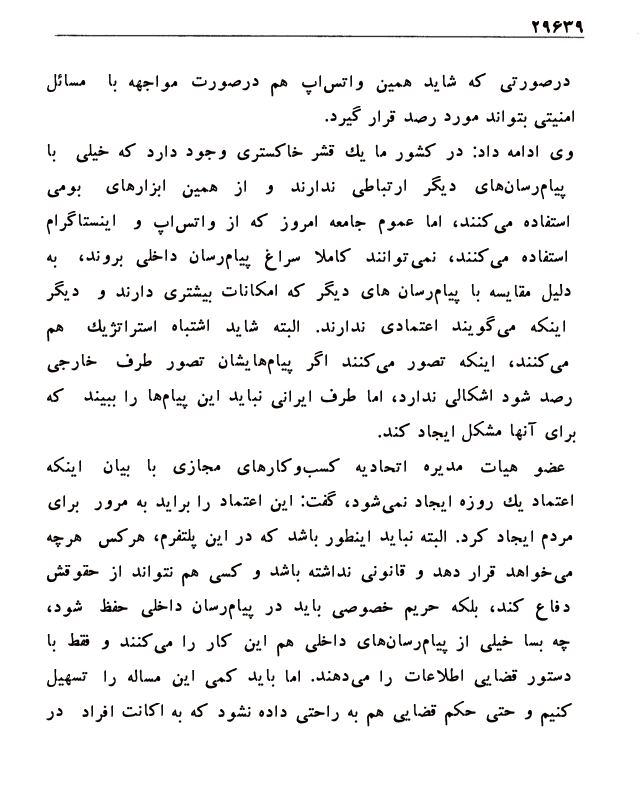 ۲۹۶۳۹
درصورتی که شاید همین واتس‌اپ هم درصورت مواجهه با مسائل
امنیتی بتواند مورد رصد قرار گیرد.
وی ادامه داد: در کشور ما یك قشر خاکستری وجود دارد که خیلی با
پیام‌رسان‌های دیگر ارتباطی ندارند و از همین ابزارهای بومی
استفاده می‌کنند، اما عموم جامعه امروز که از واتس‌اپ و اینستاگرام
استفاده می‌کنند، نمی‌توانند کاملا سراغ پیام‌رسان داخلی بروند، به
دلیل مقایسه با پیام‌رسان های دیگر که امکانات بیشتری دارند و دیگر
اینکه می‌گویند اعتمادی ندارند. البته شاید اشتباه استراتژیك هم
می‌کنند، اینکه تصور می‌کنند اگر پیام‌هایشان تصور طرف خارجی
رصد شود اشکالی ندارد، اما طرف ایرانی نباید این پیام‌ها را ببیند که
برای آنها مشکل ایجاد کند.
عضو هیات مدیره اتحادیه کسب‌وکارهای مجازی با بیان اینکه
اعتماد یك روزه ایجاد نمی‌شود، گفت: این اعتماد را براید به مرور برای
مردم ایجاد کرد. البته نباید اینطور باشد که در این پلتفرم، هرکس هرچه
می‌خواهد قرار دهد و قانونی نداشته باشد و کسی هم نتواند از حقوقش
دفاع کند، بلکه حریم خصوصی باید در پیام‌رسان داخلی حفظ شود،
چه بسا خیلی از پیام‌رسان‌های داخلی هم این کار را می‌کنند و فقط با
دستور قضایی اطلاعات را می‌دهند. اما باید کمی این مساله را تسهیل
کنیم و حتی حکم قضایی هم به راحتی داده نشود که به اکانت افراد در